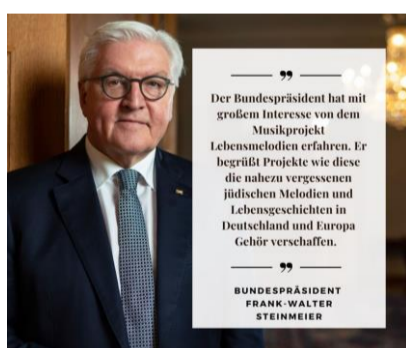 Der Bundespräsident hat mit
großem Interesse von dem
Musikprojekt
Lebensmelodien erfahren. Er
begrüßt Projekte wie diese
die nahezu vergessenen
jüdischen Melodien und
Lebensgeschichten in
Deutschland und Europa
Gehör verschaffen.
BUNDESPRÄSIDENT
FRANK-WALTER
STEINMEIER